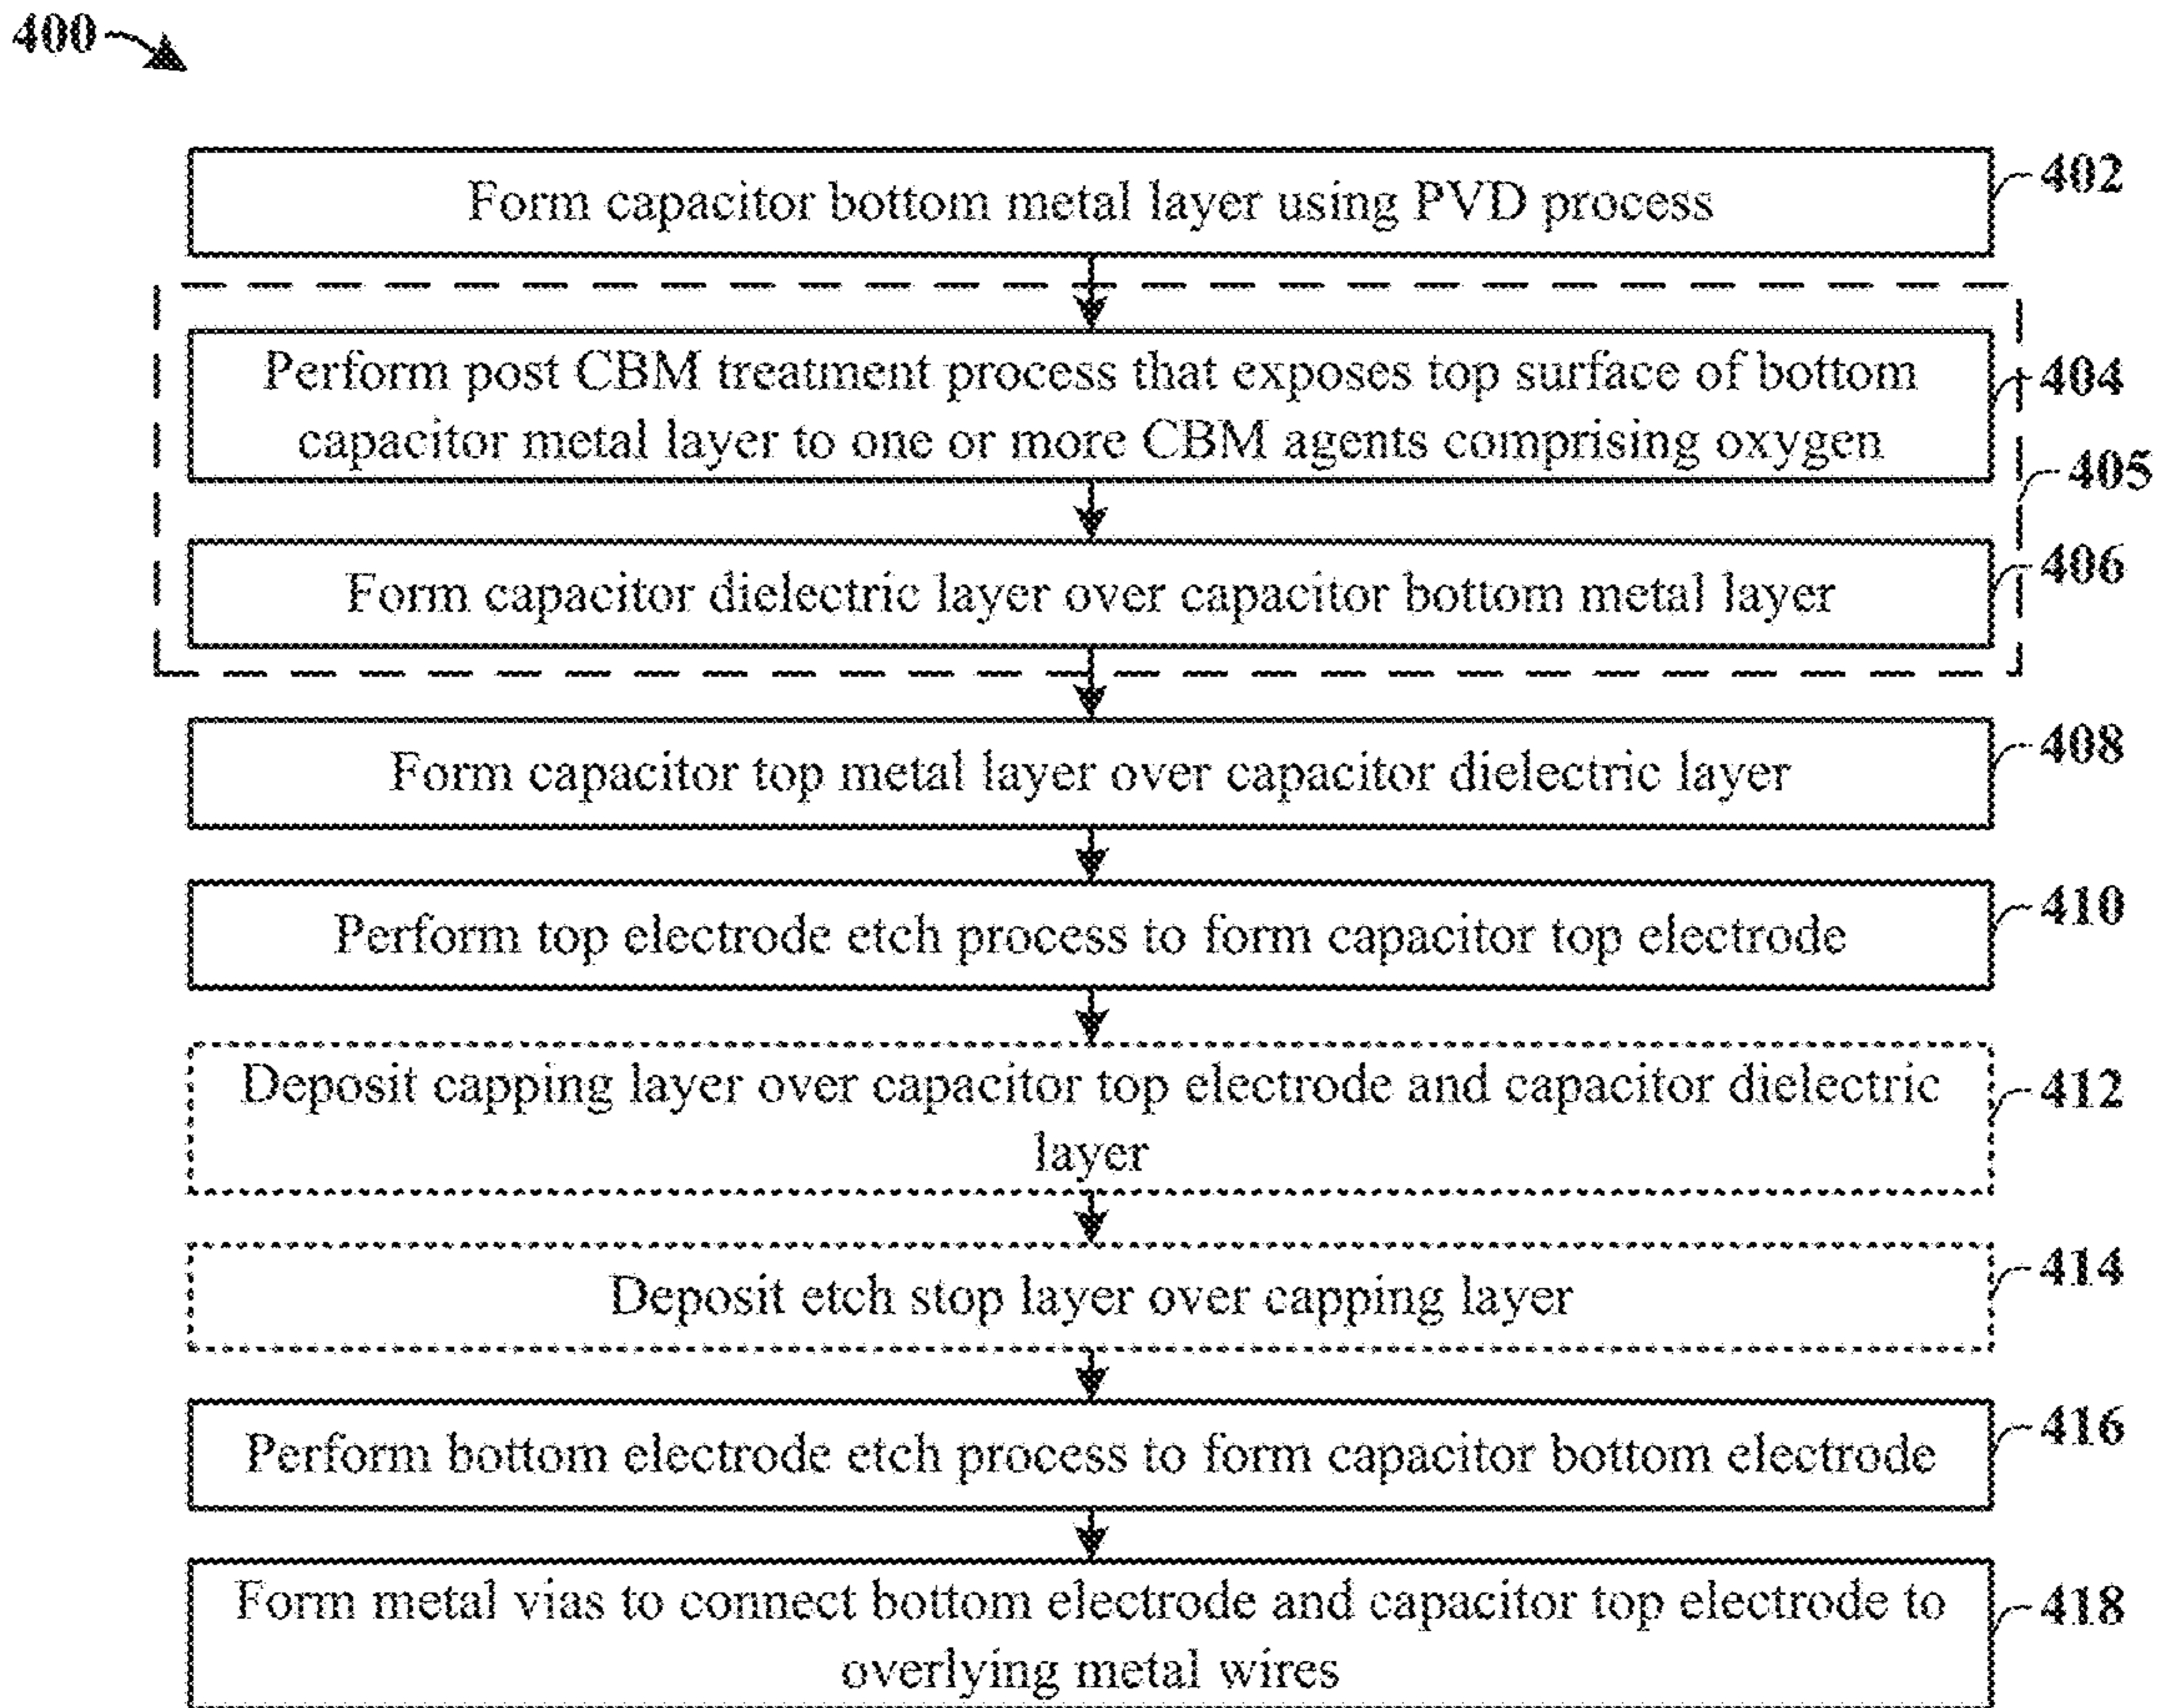 400
Form capacitor bottom metal layer using PVD process
402
Perform post CBM treatment process that exposes top surface of bottom
capacitor metal layer to one or more CBM agents comprising oxygen
404
405
Form capacitor dielectric layer over capacitor bottom metal layer
406
Form capacitor top metal layer over capacitor dielectric layer
408
Perform top electrode etch process to form capacitor top electrode
410
Deposit capping layer over capacitor top electrode and capacitor dielectric
layer
412
Deposit etch stop layer over capping layer
414
Perform bottom electrode etch process to form capacitor bottom electrode
416
Form metal vias to connect bottom electrode and capacitor top electrode to
overlying metal wires
418